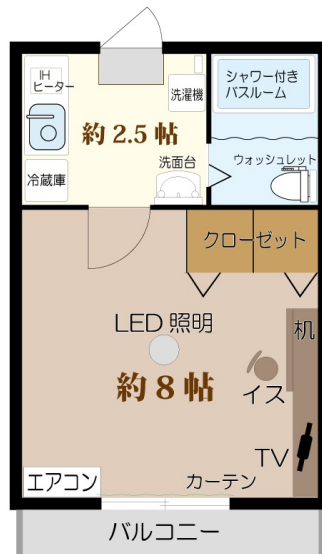 IH
ヒーター
洗濯機
シャワー付き
バスルーム
約 2.5 帖
洗面台
ウォッシュレット
冷蔵庫
クローゼット
LED 照明
机
約 8 帖
イス
TV
エアコン
カーテン
バルコニー